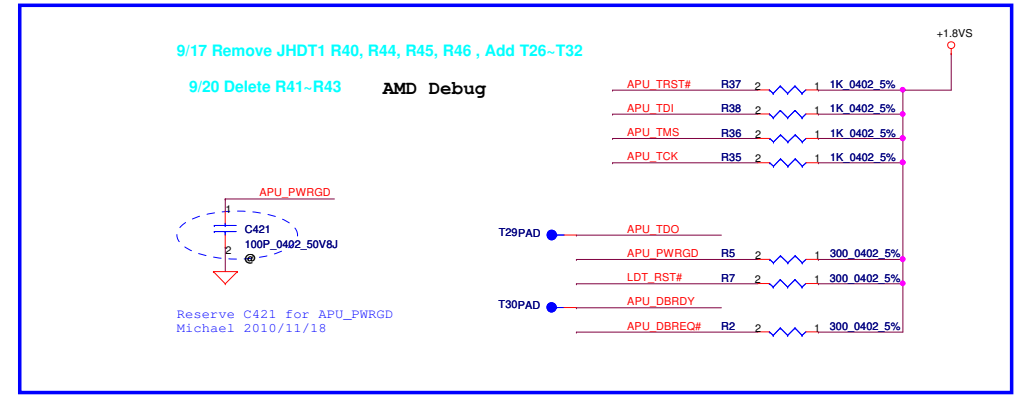 +1.8VS
9/17 Remove JHDT1 R40, R44, R45, R46 , Add T26~T32
9/20 Delete R41~R43
AMD Debug
APU_TRST# R37 2 1 1K_0402_5%
APU_TDI R38 2 1 1K_0402_5%
APU_TMS R36 2 1 1K_0402_5%
APU_TCK R35 2 1 1K_0402_5%
APU_PWRGD
1
C421
100P_0402_50V8J
2
@
T29PAD APU_TDO
APU_PWRGD R5 2 1 300_0402_5%
LDT_RST# R7 2 1 300_0402_5%
T30PAD APU_DBRDY
APU_DBREQ# R2 2 1 300_0402_5%
Reserve C421 for APU_PWRGD
Michael 2010/11/18